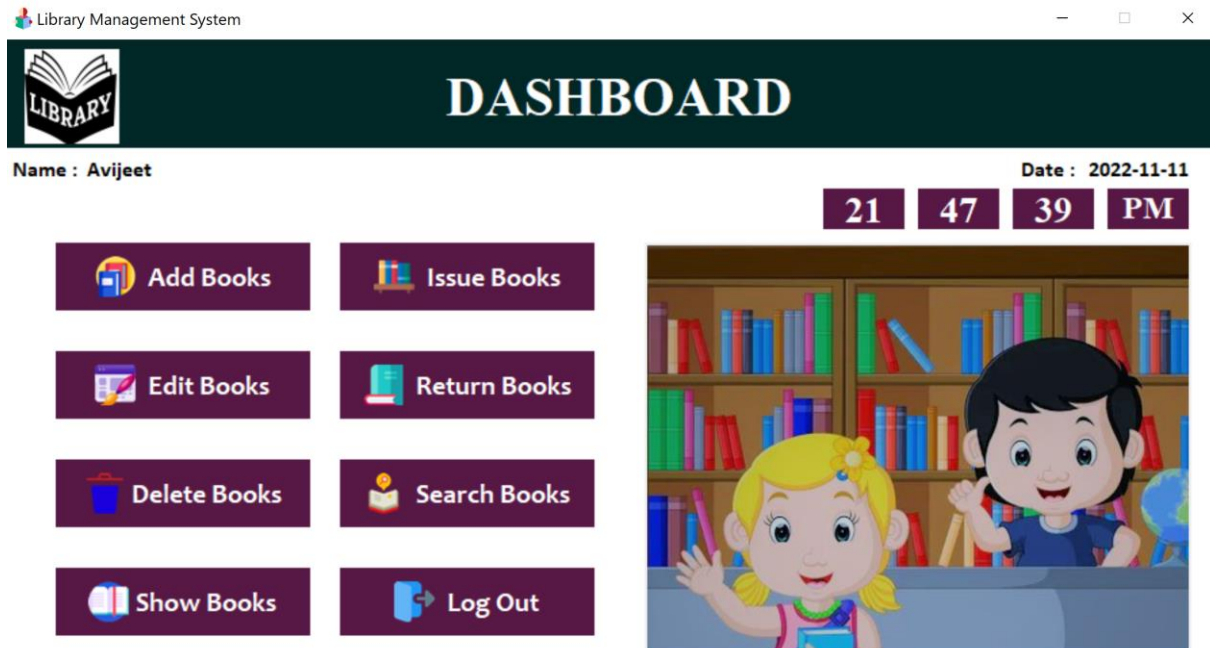 Library Management System
LIBRARY
DASHBOARD
Name : Avijeet
Date : 2022-11-11
21 47 39 PM
Add Books
Issue Books
Edit Books
Return Books
Delete Books
Search Books
Show Books
Log Out